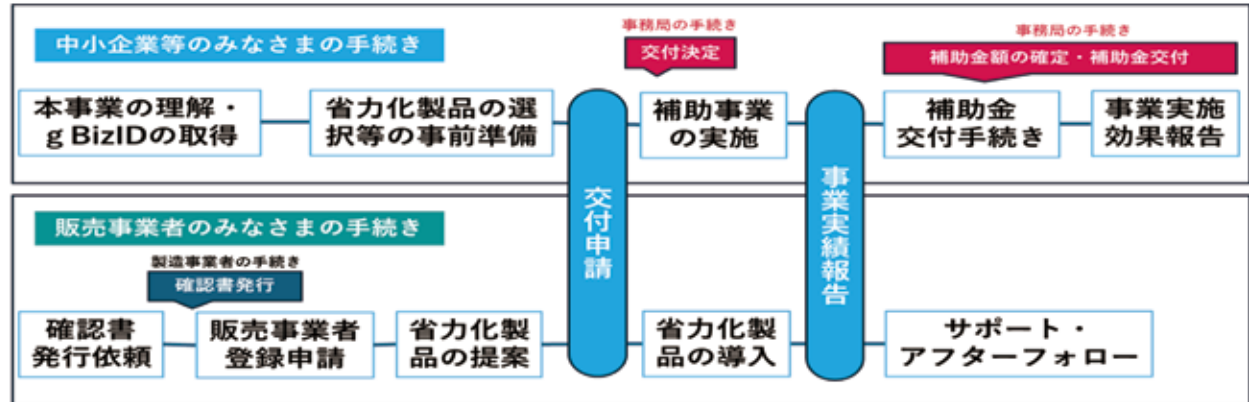 中小企業等のみなさまの手続き
事務局の手続き
交付決定
事務局の手続き
補助金額の確定・補助金交付
本事業の理解・
gBizIDの取得
省力化製品の選
択等の事前準備
補助事業
の実施
補助金
交付手続き
事業実施
効果報告
交付申請
事業実績報告
販売事業者のみなさまの手続き
製造事業者の手続き
確認書発行
確認書
発行依頼
販売事業者
登録申請
省力化製
品の提案
省力化製
品の導入
サポート・
アフターフォロー